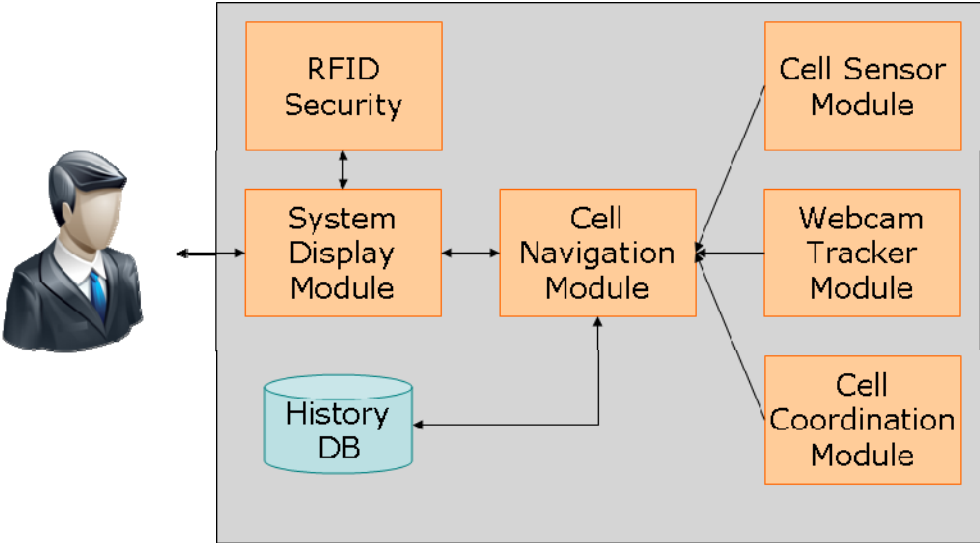 RFID
Security
Cell Sensor
Module
System
Display
Module
Cell
Navigation
Module
Webcam
Tracker
Module
History
DB
Cell
Coordination
Module